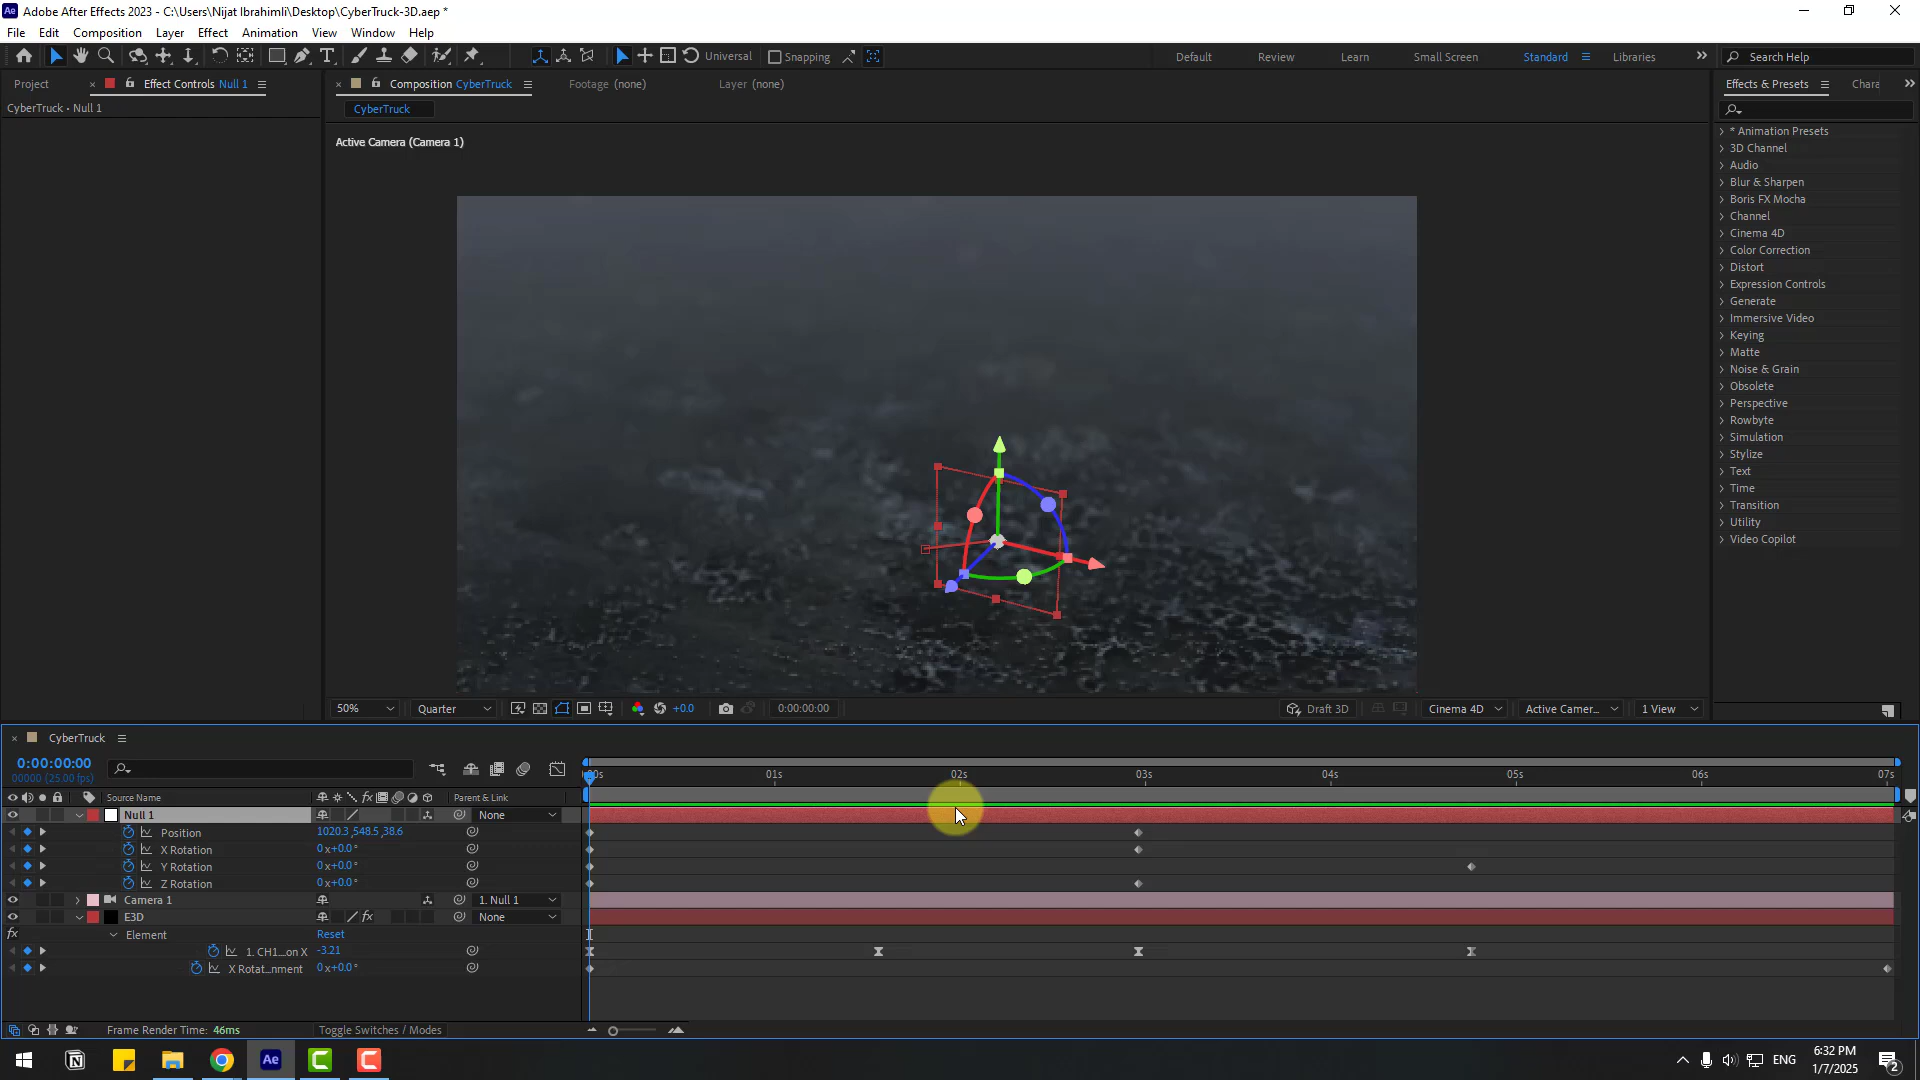 Adobe After Effects 2023 - C:\Users\Nijat Ibrahimli\Desktop\CyberTruck-3D.aep *
File Edit Composition Layer Effect Animation View Window Help
Universal Snapping Default Review Learn Small Screen Standard Libraries Search Help
Project Effect Controls Null 1 Composition CyberTruck Footage (none) Layer (none) Effects & Presets Chara
CyberTruck • Null 1
CyberTruck
Active Camera (Camera 1)
* Animation Presets
3D Channel
Audio
Blur & Sharpen
Boris FX Mocha
Channel
Cinema 4D
Color Correction
Distort
Expression Controls
Generate
Immersive Video
Keying
Matte
Noise & Grain
Obsolete
Perspective
Rowbyte
Simulation
Stylize
Text
Time
Transition
Utility
Video Copilot
50% Quarter +0.0 0:00:00:00 Draft 3D Cinema 4D Active Camer... 1 View
CyberTruck
0:00:00:00
00000 (25.00 fps)
:00s 01s 02s 03s 04s 05s 06s 07s
Source Name fx Parent & Link
Null 1 None
Position 1020.3,548.5,38.6
X Rotation 0x+0.0°
Y Rotation 0x+0.0°
Z Rotation 0x+0.0°
Camera 1 1. Null 1
E3D fx None
fx Element Reset
1. CH1...on X -3.21
X Rotat...nment 0x+0.0°
Frame Render Time: 46ms Toggle Switches / Modes
Ae ENG 6:32 PM
1/7/2025 2